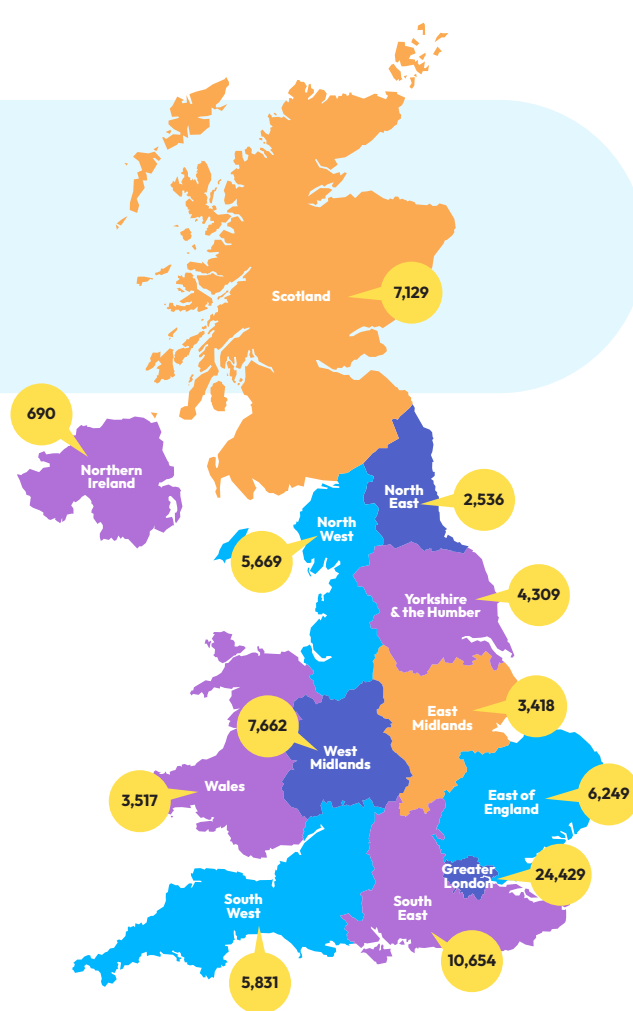 Scotland
7,129
690
Northern
Ireland
North
East
2,536
North
West
5,669
Yorkshire
& the Humber
4,309
East
Midlands
3,418
7,662
West
Midlands
Wales
3,517
East of
England
6,249
Greater
London
24,429
South
West
5,831
South
East
10,654